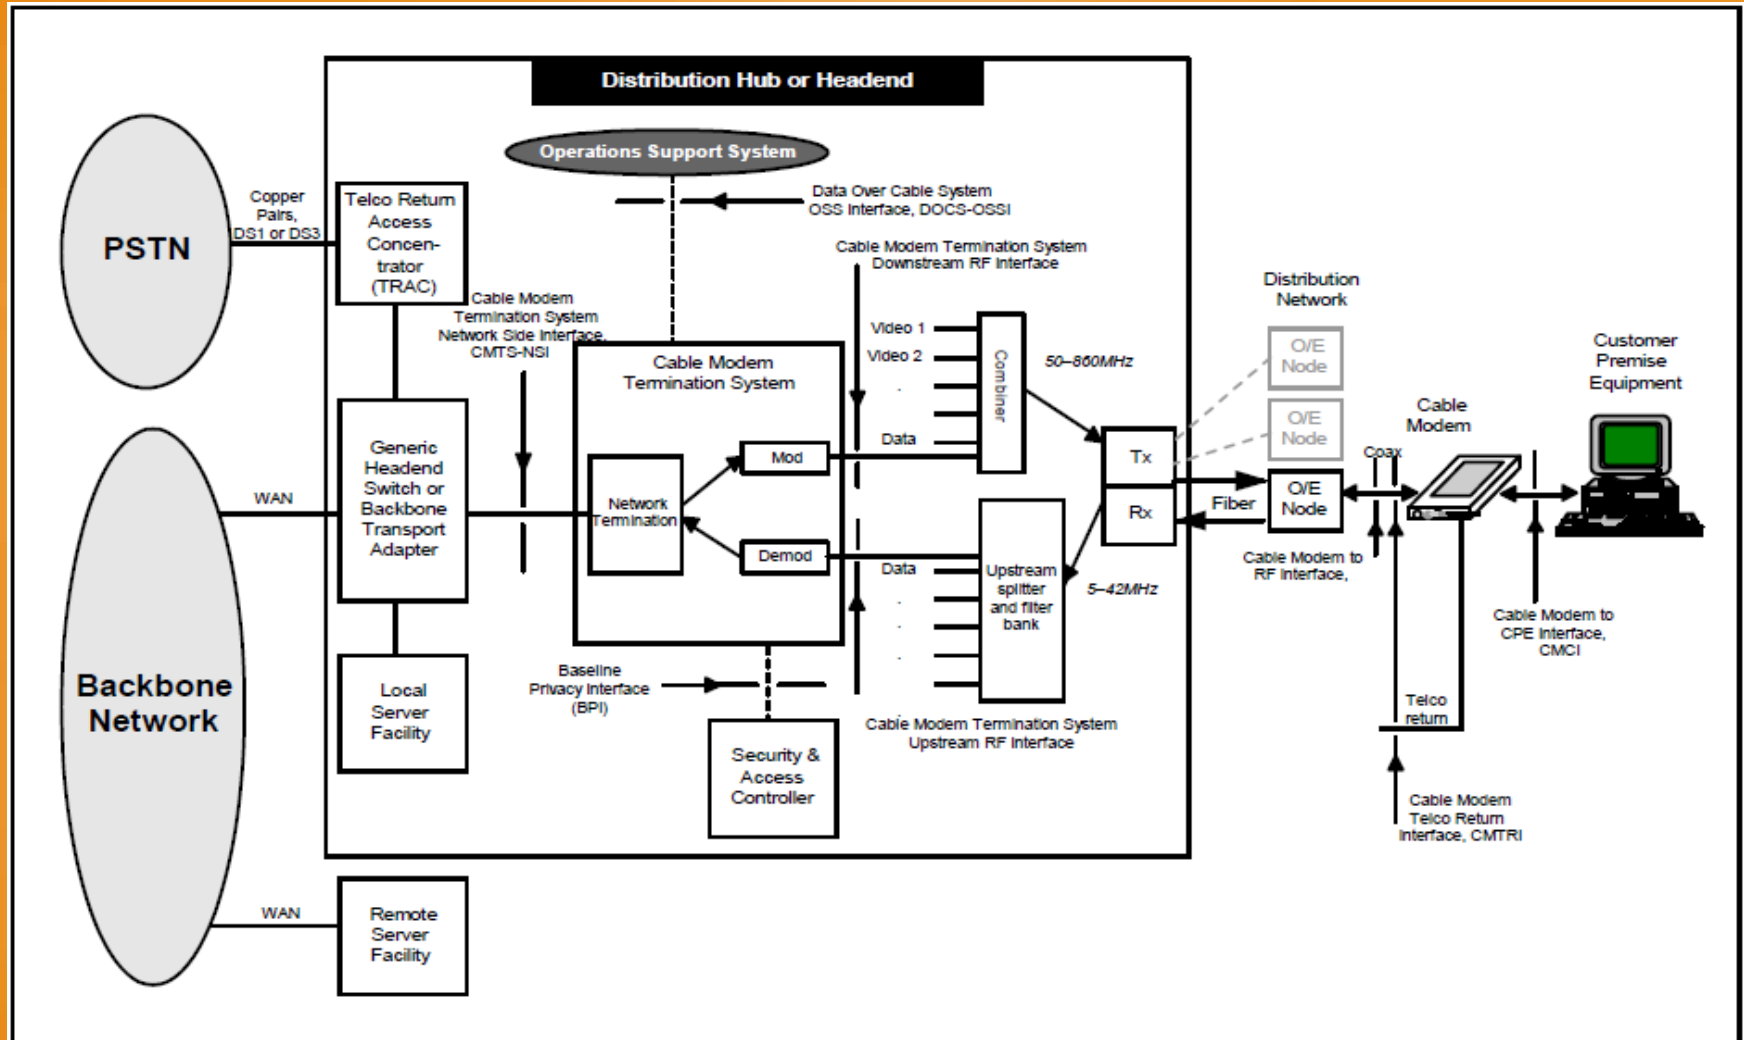 Distribution Hub or Headend
Operations Support System
Data Over Cable System
OSS Interface, DOCS-OSSI
Copper
Pairs,
DS1 or DS3
PSTN
Telco Return
Access
Concen-
trator
(TRAC)
Cable Modem
Termination System
Network Side Interface,
CMTS-NSI
Cable Modem Termination System
Downstream RF Interface
Video 1
Video 2
.
.
Data
Combiner
50–860MHz
Distribution
Network
O/E
Node
O/E
Node
O/E
Node
Customer
Premise
Equipment
Cable
Modem
Coax
Cable Modem
Termination System
Mod
Network
Termination
Demod
Generic
Headend
Switch or
Backbone
Transport
Adapter
WAN
Tx
Rx
Fiber
Data
.
.
.
Upstream
splitter
and filter
bank
5–42MHz
Cable Modem to
RF Interface,
Cable Modem to
CPE Interface,
CMCI
Backbone
Network
Local
Server
Facility
Baseline
Privacy Interface
(BPI)
Cable Modem Termination System
Upstream RF Interface
Security &
Access
Controller
Telco
return
Cable Modem
Telco Return
Interface, CMTRI
WAN
Remote
Server
Facility